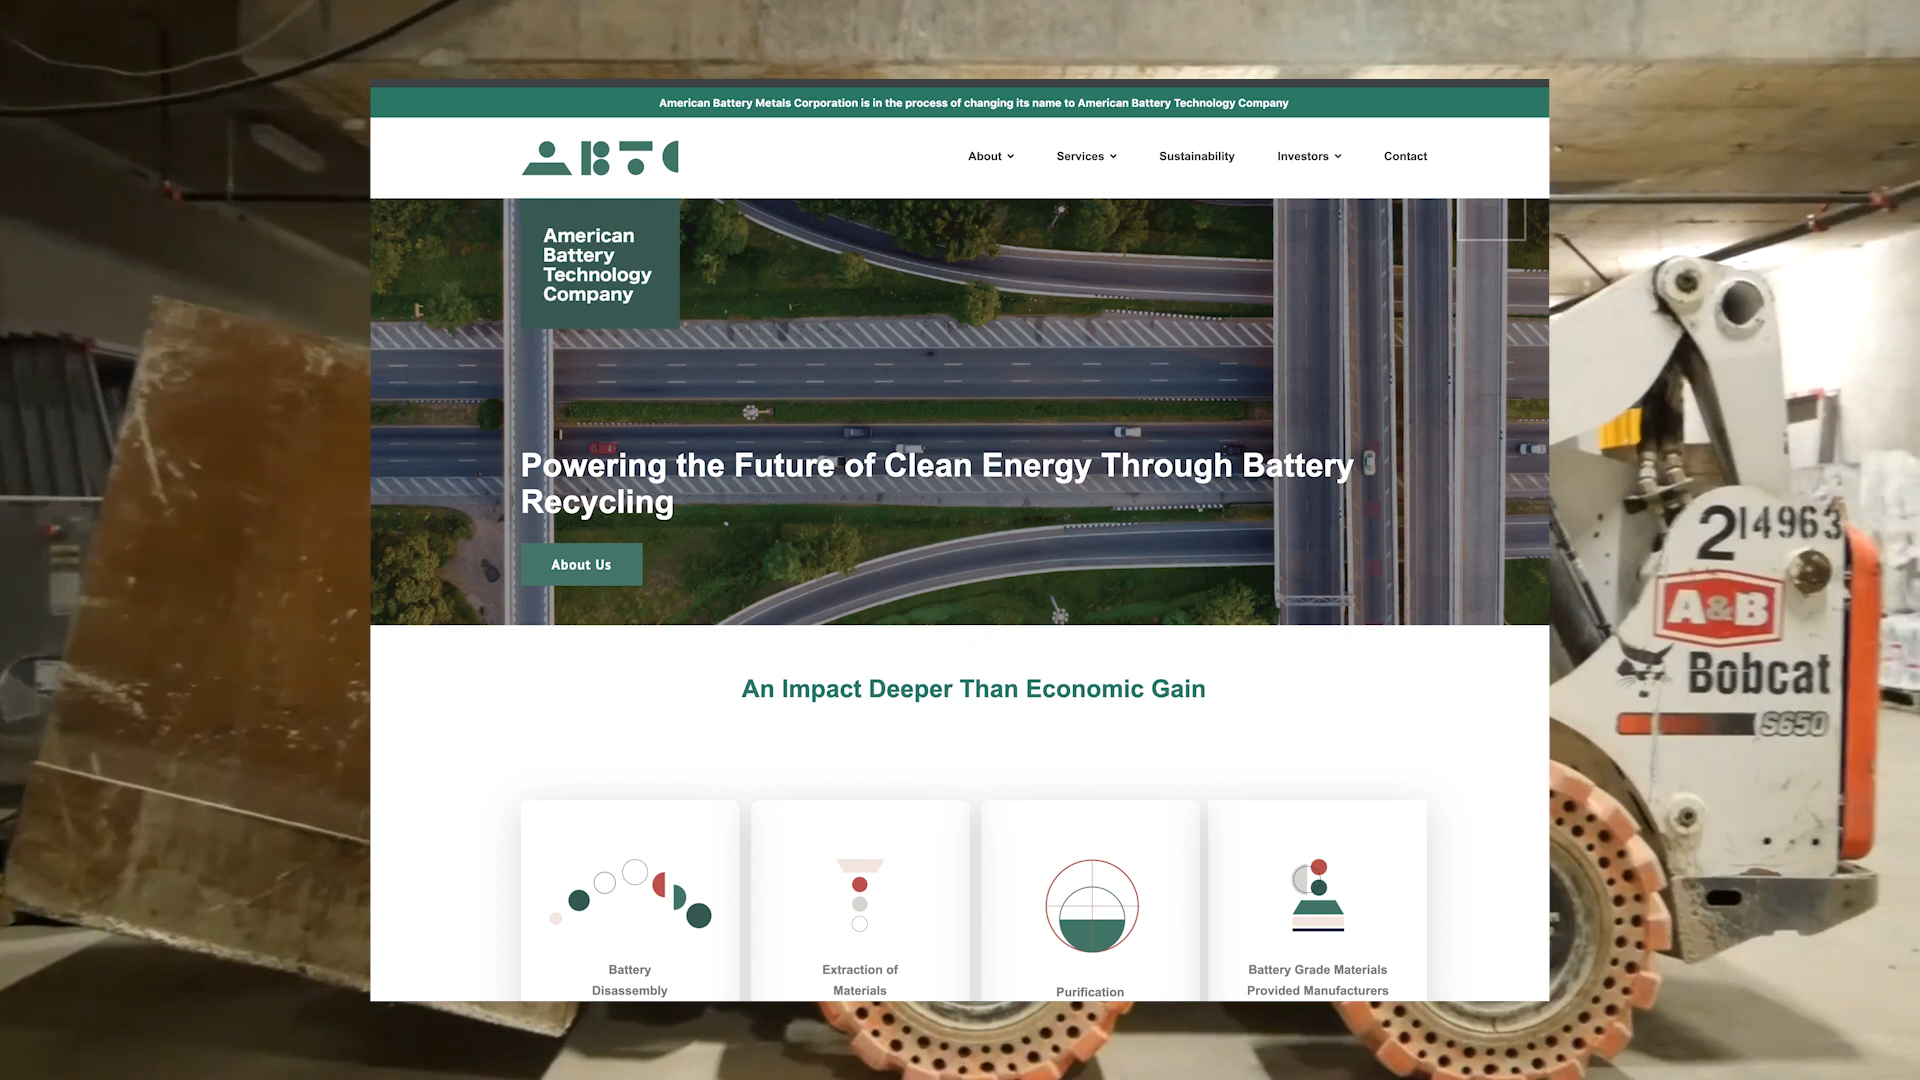 American Battery Metals Corporation is in the process of changing its name to American Battery Technology Company
ABTC
About
Services
Sustainability
Investors
Contact
American
Battery
Technology
Company
Powering the Future of Clean Energy Through Battery
Recycling
About Us
An Impact Deeper Than Economic Gain
Battery
Disassembly
Extraction of
Materials
Purification
Battery Grade Materials
Provided Manufacturers
214963
A&B
Bobcat
S650